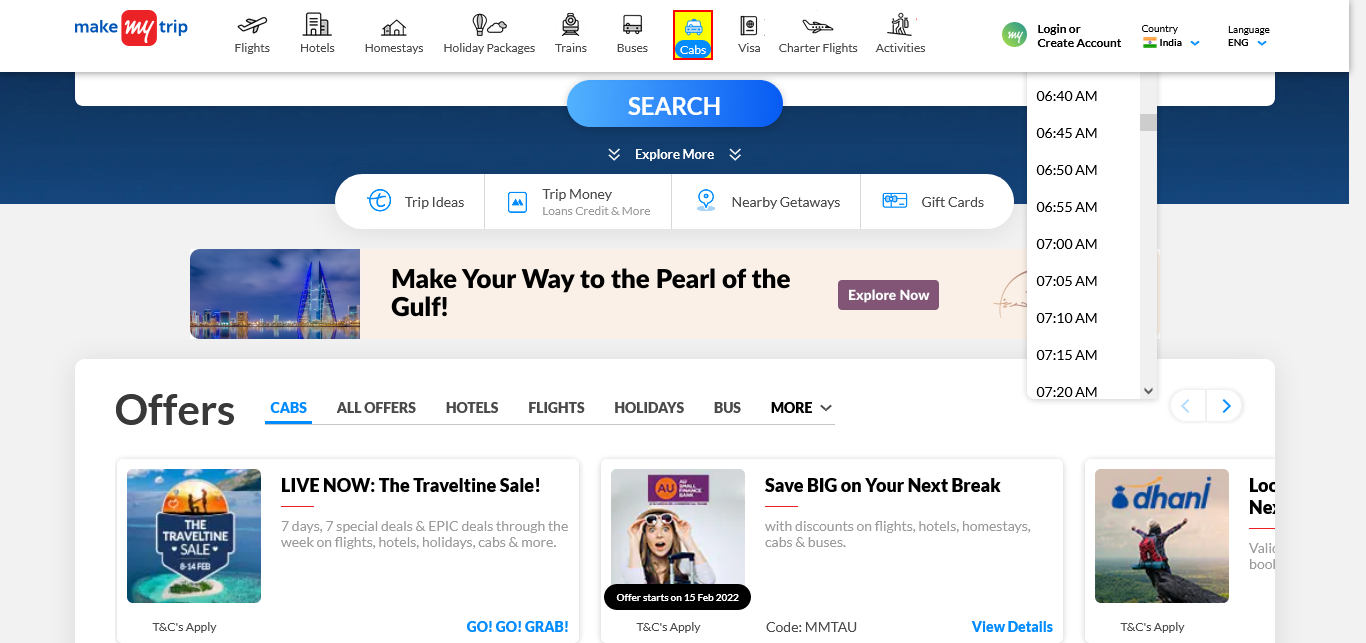 make my trip
Flights
Hotels
Homestays
Holiday Packages
Trains
Buses
Cabs
Visa
Charter Flights
Activities
my
Login or
Create Account
Country
India
Language
ENG
SEARCH
Explore More
Trip Ideas
Trip Money
Loans Credit & More
Nearby Getaways
Gift Cards
06:40 AM
06:45 AM
06:50 AM
06:55 AM
07:00 AM
07:05 AM
07:10 AM
07:15 AM
07:20 AM
Make Your Way to the Pearl of the
Gulf!
Explore Now
Offers
CABS
ALL OFFERS
HOTELS
FLIGHTS
HOLIDAYS
BUS
MORE
THE
TRAVELTINE
SALE
8-14 FEB
LIVE NOW: The Traveltine Sale!
7 days, 7 special deals & EPIC deals through the
week on flights, hotels, holidays, cabs & more.
T&C's Apply
GO! GO! GRAB!
AU
AU
SMALL
FINANCE
BANK
Offer starts on 15 Feb 2022
Save BIG on Your Next Break
with discounts on flights, hotels, homestays,
cabs & buses.
T&C's Apply
Code: MMTAU
View Details
dhani
T&C's Apply